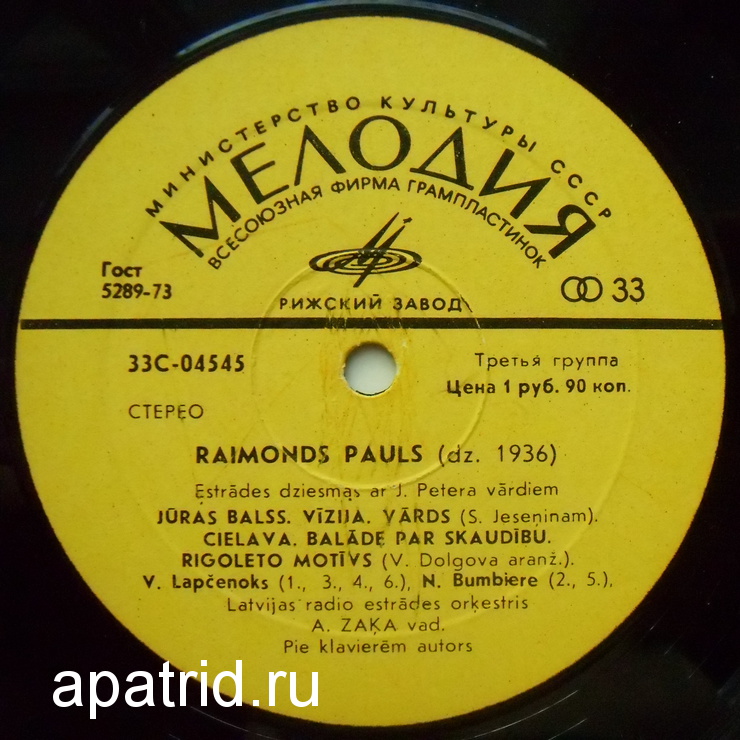 МИНИСТЕРСТВО КУЛЬТУРЫ СССР
МЕЛОДИЯ
ВСЕСОЮЗНАЯ ФИРМА ГРАМПЛАСТИНОК
Гост
5289-73
РИЖСКИЙ ЗАВОД
33
33С-04545
Третья группа
Цена 1 руб. 90 коп.
СТЕРЕО
RAIMONDS PAULS (dz. 1936)
Estrādes dziesmas ar J. Petera vārdiem
JŪRAS BALSS. VĪZIJA. VĀRDS (S. Jeseņinam).
CIELAVA. BALĀDE PAR SKAUDĪBU.
RIGOLETO MOTĪVS (V. Dolgova aranž.).
V. Lapčenoks (1., 3., 4., 6.), N. Bumbiere (2., 5.),
Latvijas radio estrādes orķestris
A. ZAĶA vad.
Pie klavierēm autors
apatrid.ru